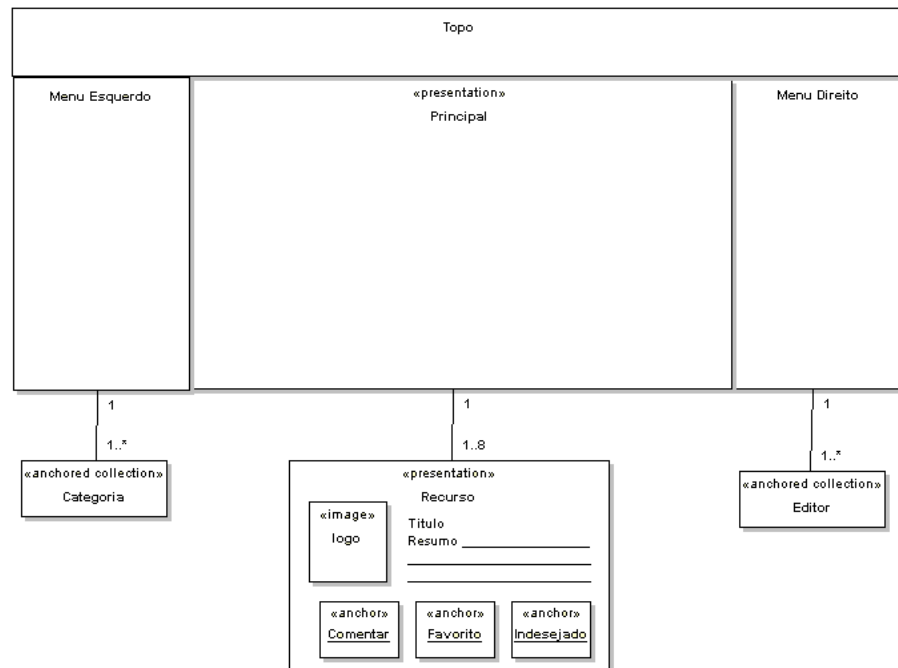 Topo
Menu Esquerdo
«presentation»
Principal
Menu Direito
1
1..*
1
1..8
1
1..*
«anchored collection»
Categoria
«presentation»
Recurso
«image»
logo
Titulo
Resumo
«anchor»
Comentar
«anchor»
Favorito
«anchor»
Indesejado
«anchored collection»
Editor